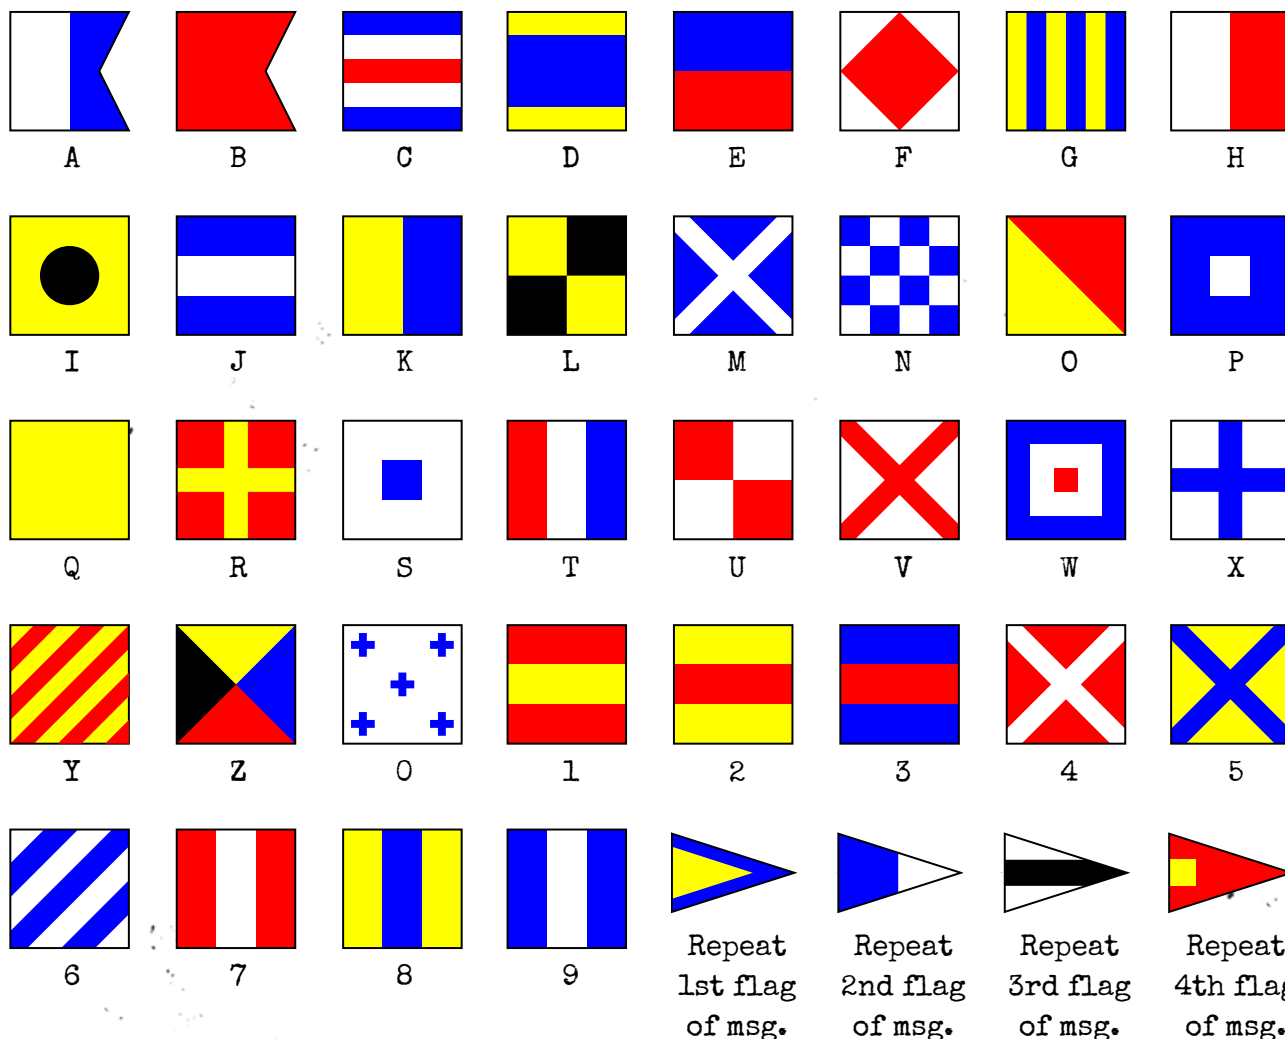 A B C D E F G H
I J K L M N O P
Q R S T U V W X
Y Z 0 1 2 3 4 5
6 7 8 9
Repeat Repeat Repeat Repeat
1st flag 2nd flag 3rd flag 4th flag
of msg. of msg. of msg. of msg.